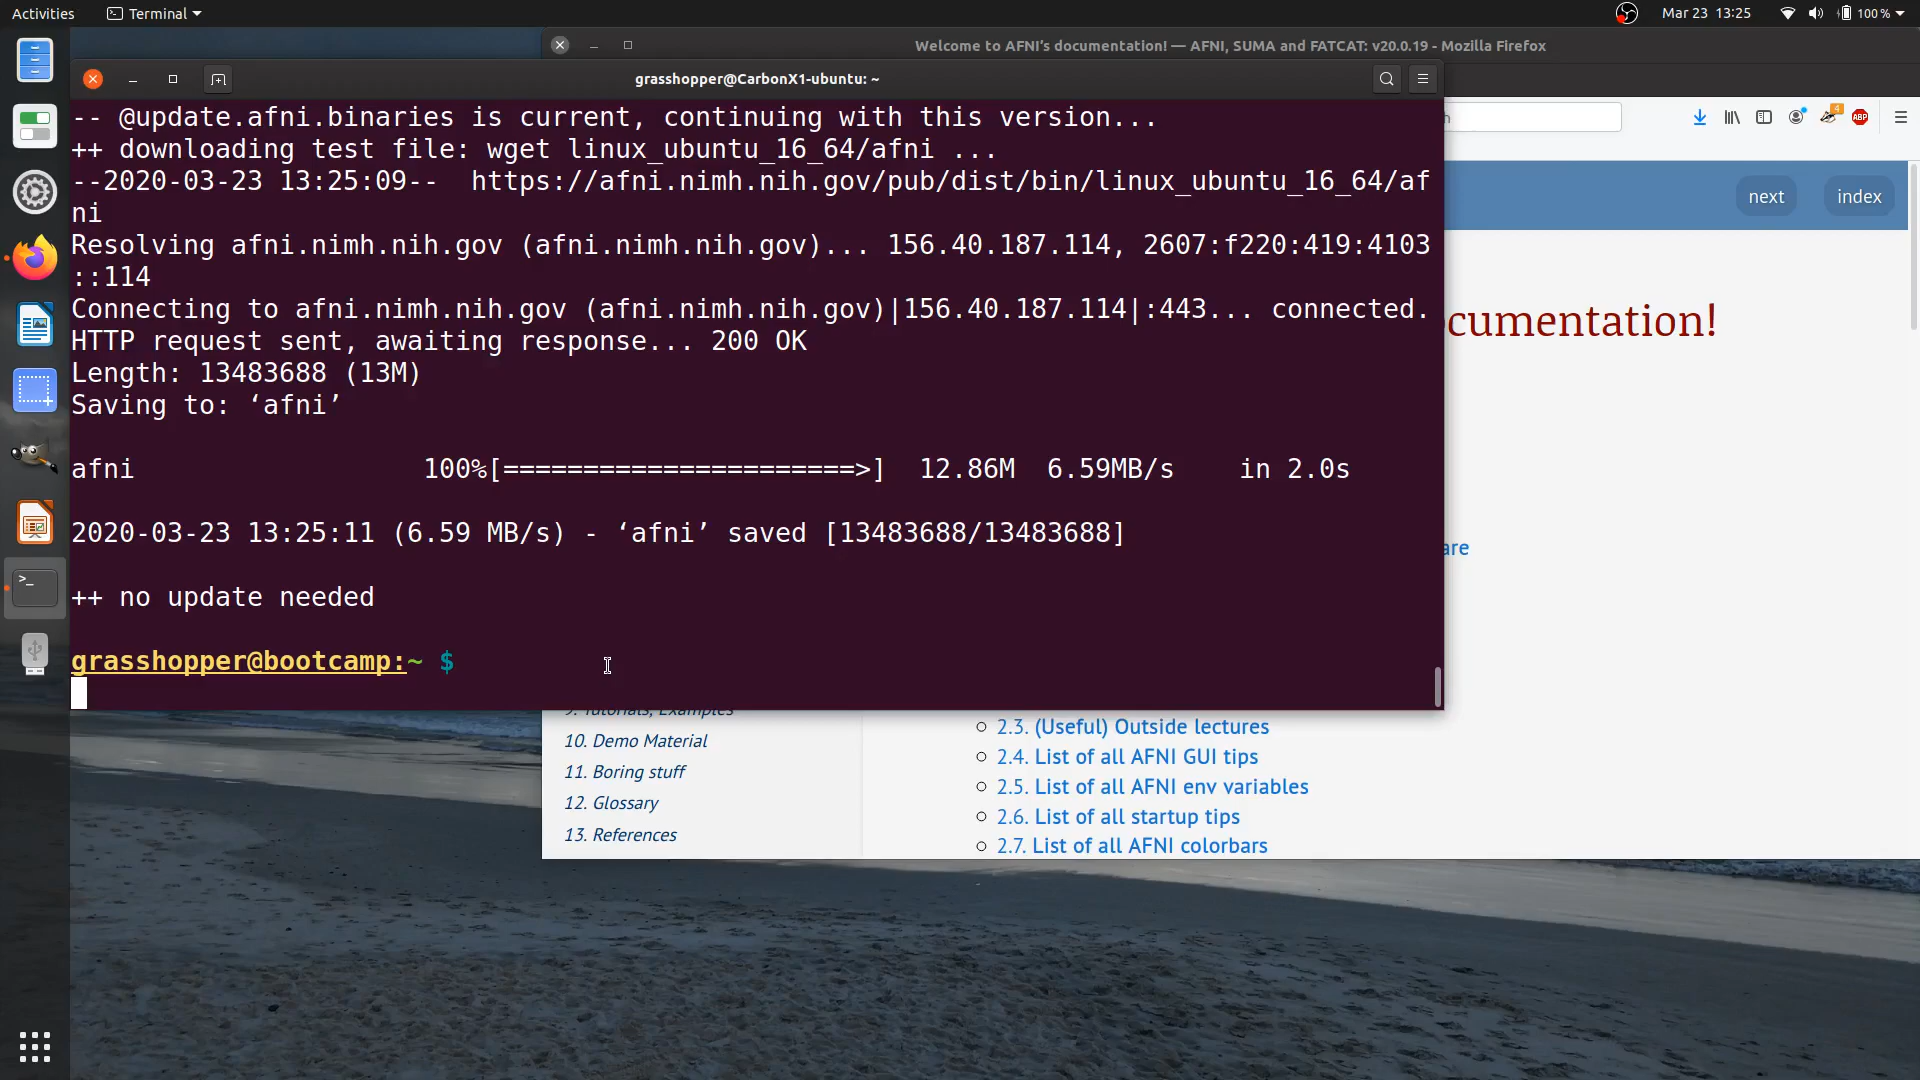 Activities
Terminal
Mar 23 13:25
100 %
Welcome to AFNI's documentation! — AFNI, SUMA and FATCAT: v20.0.19 - Mozilla Firefox
grasshopper@CarbonX1-ubuntu: ~
4
ABP
-- @update.afni.binaries is current, continuing with this version...
++ downloading test file: wget linux_ubuntu_16_64/afni ...
--2020-03-23 13:25:09-- https://afni.nimh.nih.gov/pub/dist/bin/linux_ubuntu_16_64/af
ni
Resolving afni.nimh.nih.gov (afni.nimh.nih.gov)... 156.40.187.114, 2607:f220:419:4103
::114
Connecting to afni.nimh.nih.gov (afni.nimh.nih.gov)|156.40.187.114|:443... connected.
HTTP request sent, awaiting response... 200 OK
Length: 13483688 (13M)
Saving to: ‘afni’
afni 100%[======================>] 12.86M 6.59MB/s in 2.0s
2020-03-23 13:25:11 (6.59 MB/s) - ‘afni’ saved [13483688/13483688]
++ no update needed
grasshopper@bootcamp:~ $
next
index
ocumentation!
are
9. Tutorials, Examples
10. Demo Material
11. Boring stuff
12. Glossary
13. References
2.3. (Useful) Outside lectures
2.4. List of all AFNI GUI tips
2.5. List of all AFNI env variables
2.6. List of all startup tips
2.7. List of all AFNI colorbars